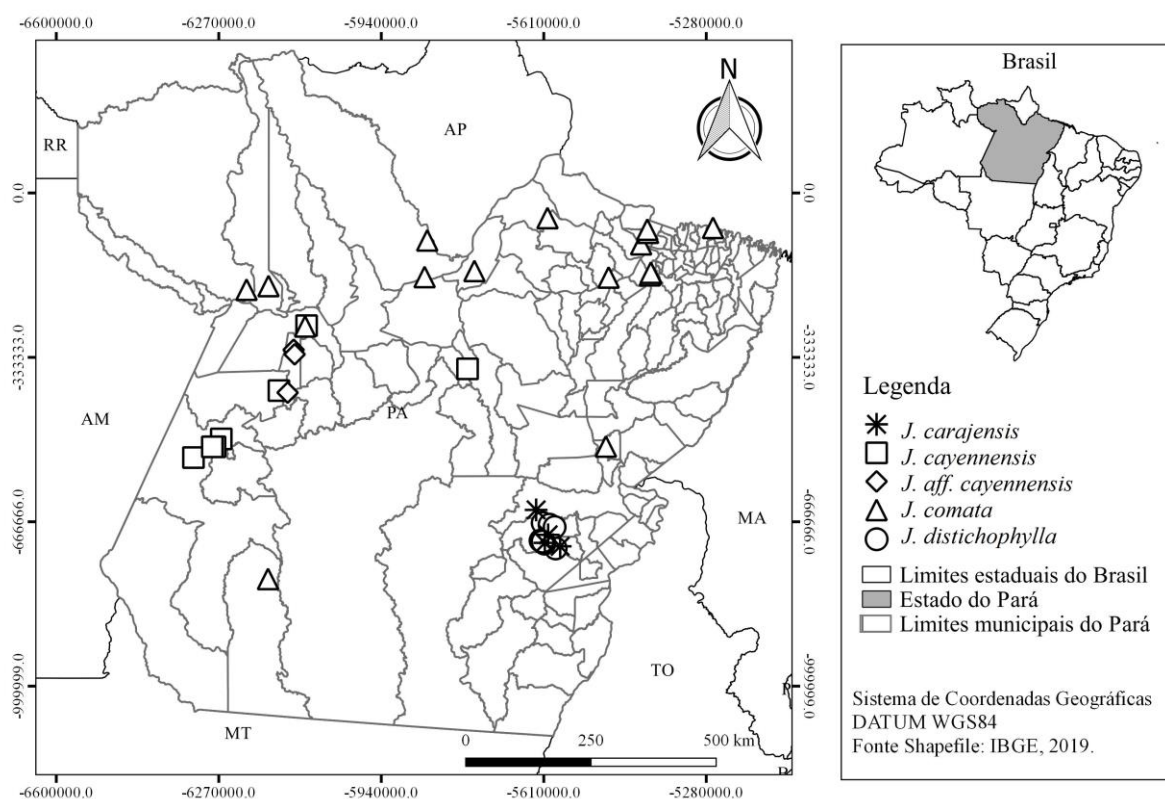 -6600000.0 -6270000.0 -5940000.0 -5610000.0 -5280000.0
N
AP
RR
0.0 0.0
-333333.0 -333333.0
AM
PA
-666666.0 -666666.0
MA
TO
-999999.0 -999999.0
MT
0 250 500 km
-6600000.0 -6270000.0 -5940000.0 -5610000.0 -5280000.0
Brasil
Legenda
J. carajensis
J. cayennensis
J. aff. cayennensis
J. comata
J. distichophylla
Limites estaduais do Brasil
Estado do Pará
Limites municipais do Pará
Sistema de Coordenadas Geográficas
DATUM WGS84
Fonte Shapefile: IBGE, 2019.